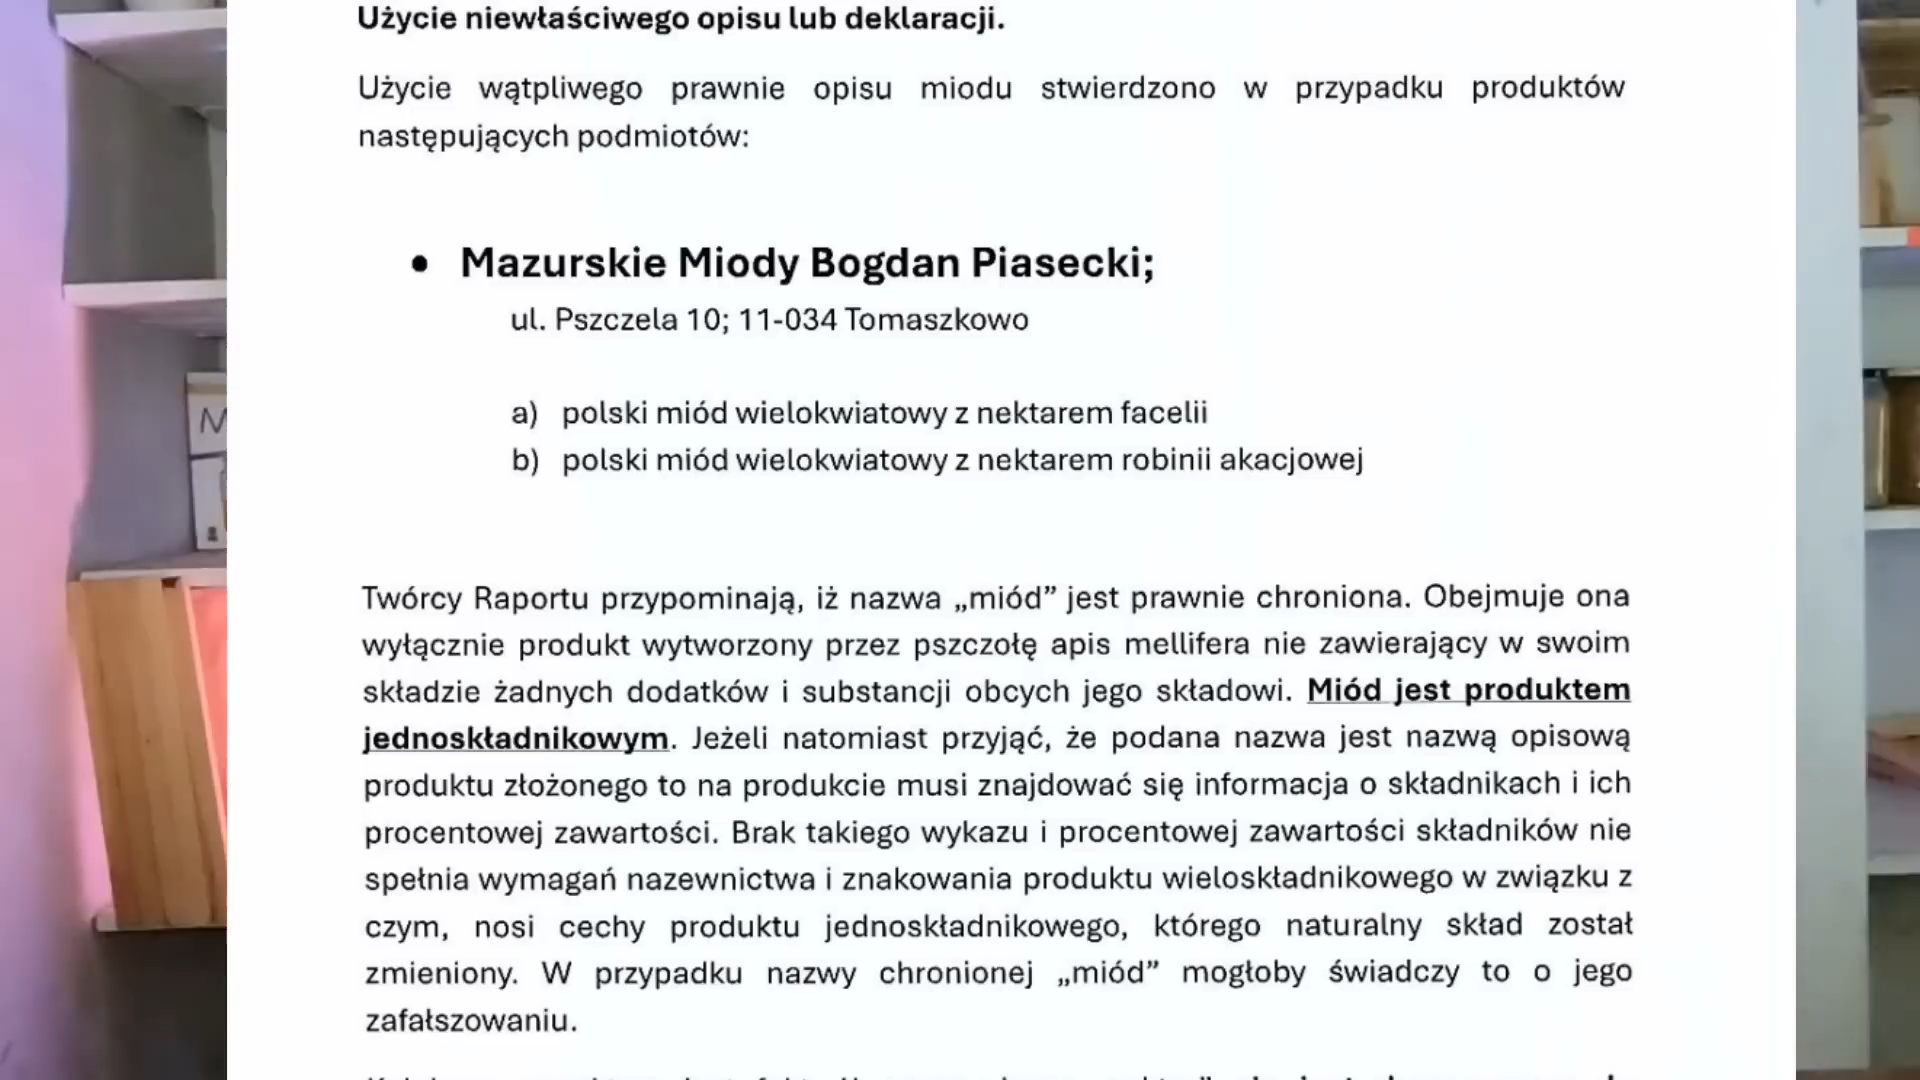 Użycie niewłaściwego opisu lub deklaracji.
Użycie wątpliwego prawnie opisu miodu stwierdzono w przypadku produktów
następujących podmiotów:
• Mazurskie Miody Bogdan Piasecki;
ul. Pszczela 10; 11-034 Tomaszkowo
a) polski miód wielokwiatowy z nektarem facelii
b) polski miód wielokwiatowy z nektarem robinii akacjowej
Twórcy Raportu przypominają, iż nazwa „miód” jest prawnie chroniona. Obejmuje ona
wyłącznie produkt wytworzony przez pszczołę apis mellifera nie zawierający w swoim
składzie żadnych dodatków i substancji obcych jego składowi. Miód jest produktem
jednoskładnikowym. Jeżeli natomiast przyjąć, że podana nazwa jest nazwą opisową
produktu złożonego to na produkcie musi znajdować się informacja o składnikach i ich
procentowej zawartości. Brak takiego wykazu i procentowej zawartości składników nie
spełnia wymagań nazewnictwa i znakowania produktu wieloskładnikowego w związku z
czym, nosi cechy produktu jednoskładnikowego, którego naturalny skład został
zmieniony. W przypadku nazwy chronionej „miód” mogłoby świadczy to o jego
zafałszowaniu.
M